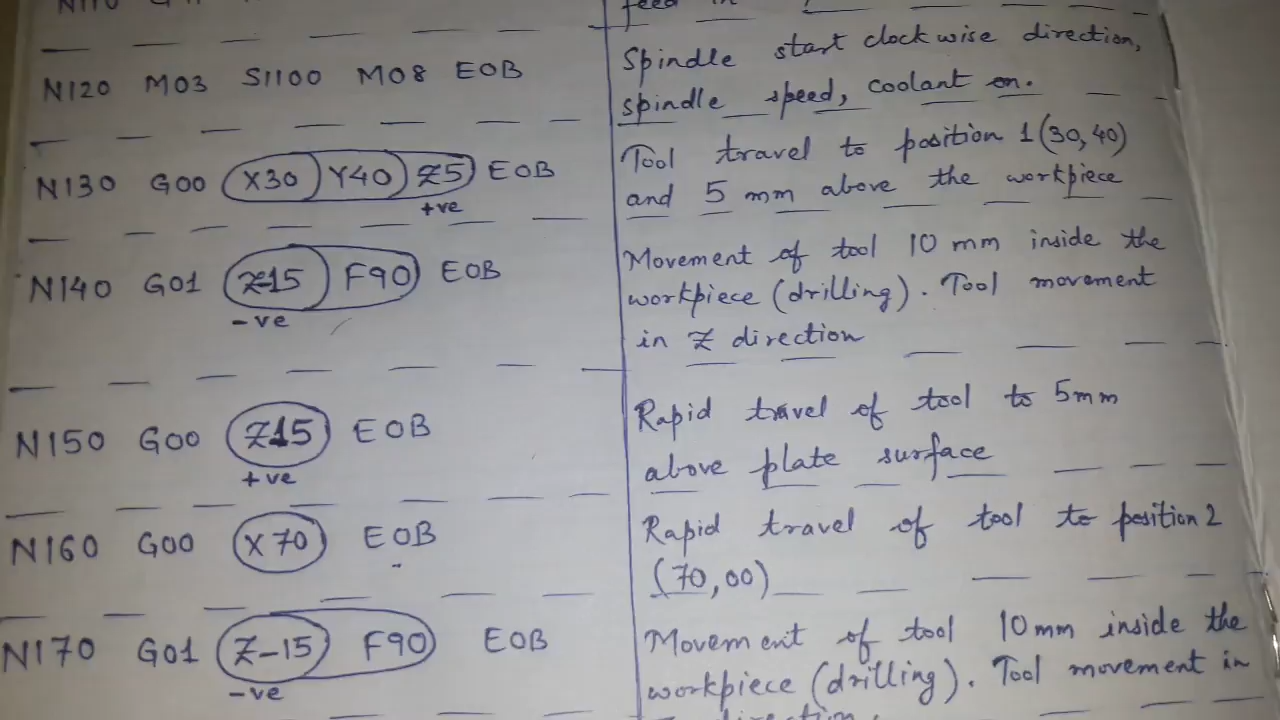 feed in
N120 M03 S1100 M08 EOB
Spindle start clockwise direction,
spindle speed, coolant on.
N130 G00 X30 Y40 Z5 EOB
+ve
Tool travel to position 1(30,40)
and 5 mm above the workpiece
N140 G01 Z-15 F90 EOB
-ve
Movement of tool 10 mm inside the
workpiece (drilling). Tool movement
in Z direction
N150 G00 Z15 EOB
+ve
Rapid travel of tool to 5mm
above plate surface
N160 G00 X70 EOB
Rapid travel of tool to position 2
(70,00)
N170 G01 Z-15 F90 EOB
-ve
Movement of tool 10mm inside the
workpiece (drilling). Tool movement in
direction.